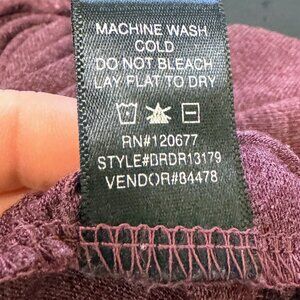 MACHINE WASH
COLD
DO NOT BLEACH
LAY FLAT TO DRY
RN#120677
STYLE#DRDR13179
VENDOR#84478